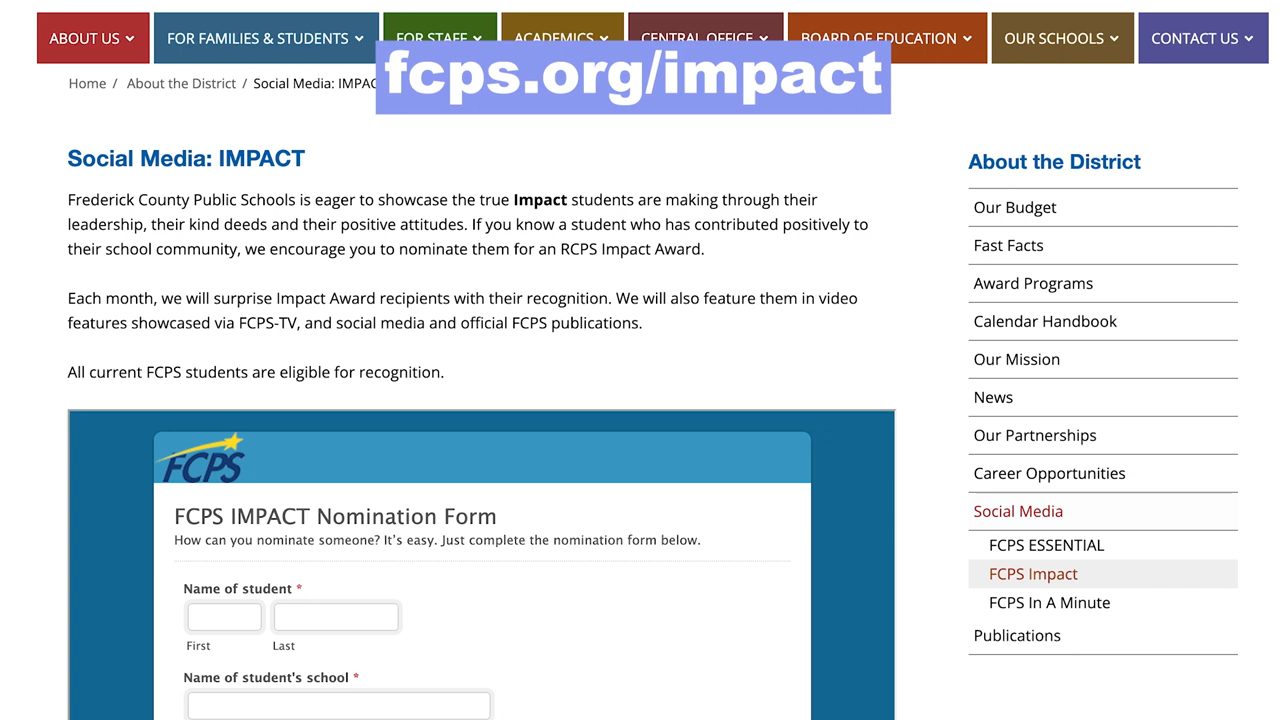 ABOUT US
FOR FAMILIES & STUDENTS
FOR STAFF
ACADEMICS
CENTRAL OFFICE
BOARD OF EDUCATION
OUR SCHOOLS
CONTACT US
fcps.org/impact
Home / About the District / Social Media: IMPAC
Social Media: IMPACT
Frederick County Public Schools is eager to showcase the true Impact students are making through their
leadership, their kind deeds and their positive attitudes. If you know a student who has contributed positively to
their school community, we encourage you to nominate them for an RCPS Impact Award.
Each month, we will surprise Impact Award recipients with their recognition. We will also feature them in video
features showcased via FCPS-TV, and social media and official FCPS publications.
All current FCPS students are eligible for recognition.
FCPS
FCPS IMPACT Nomination Form
How can you nominate someone? It's easy. Just complete the nomination form below.
Name of student *
First
Last
Name of student's school *
About the District
Our Budget
Fast Facts
Award Programs
Calendar Handbook
Our Mission
News
Our Partnerships
Career Opportunities
Social Media
FCPS ESSENTIAL
FCPS Impact
FCPS In A Minute
Publications